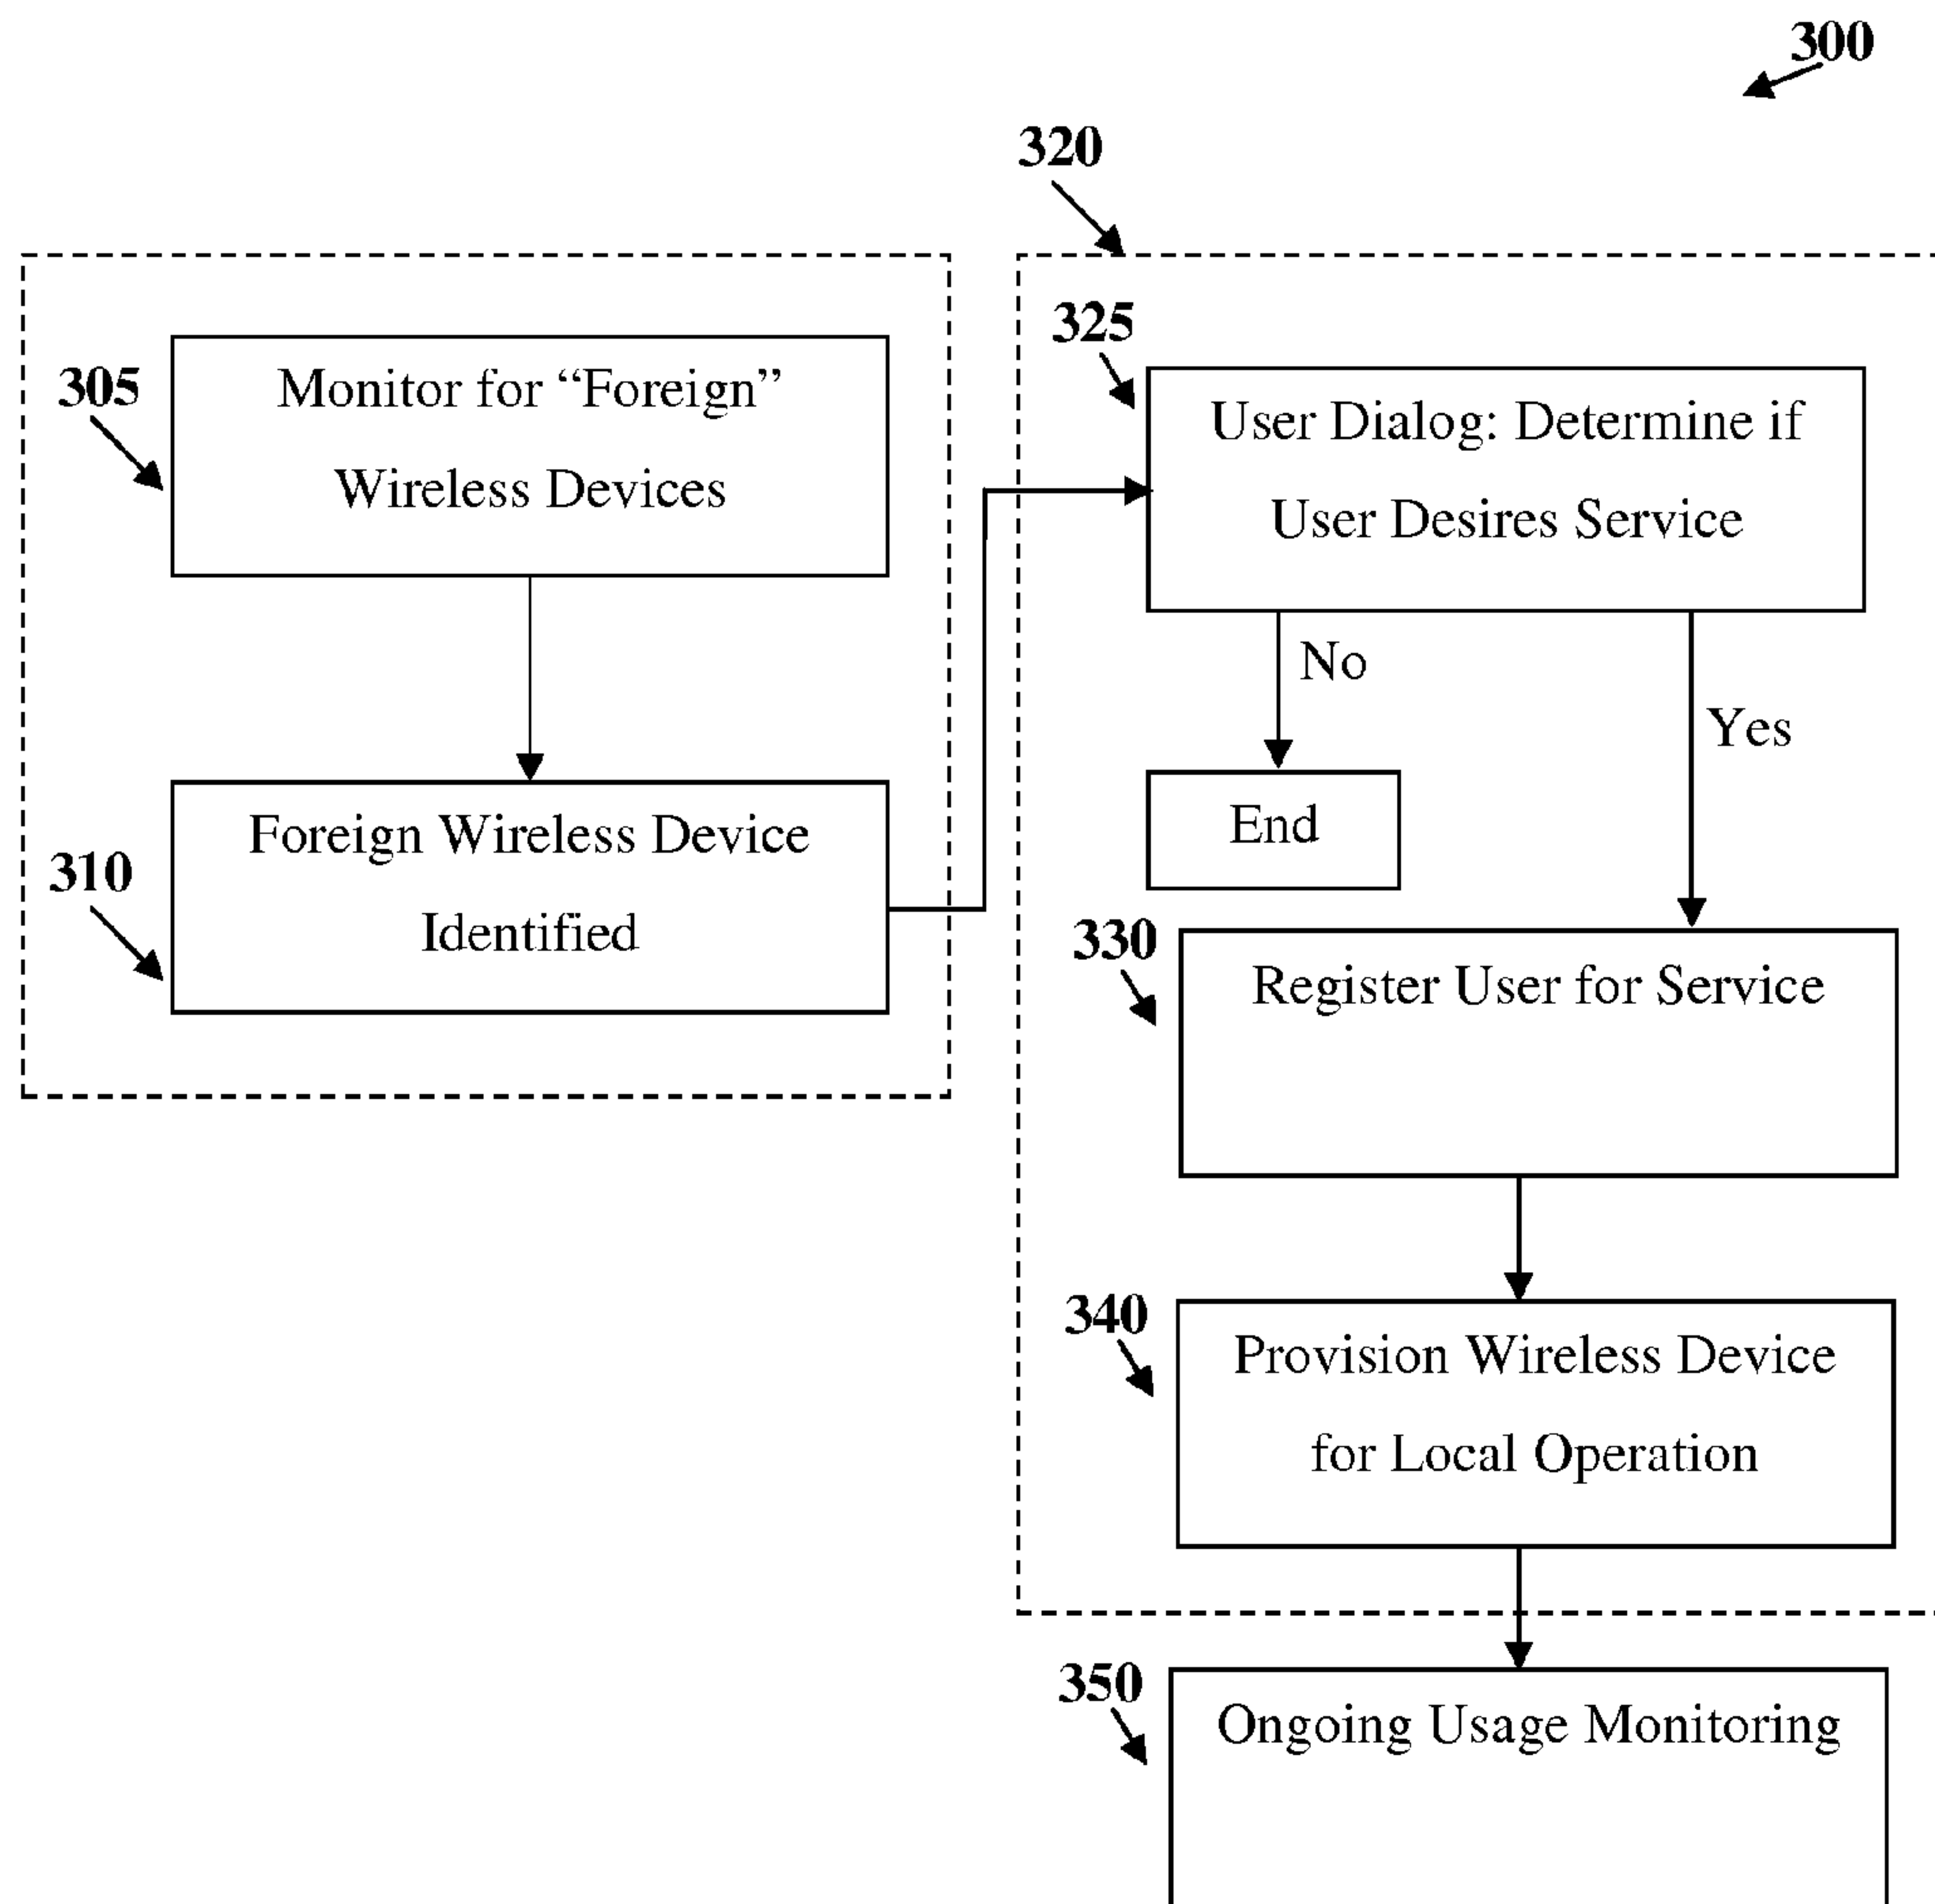 300
320
305
Monitor for “Foreign”
Wireless Devices
310
Foreign Wireless Device
Identified
325
User Dialog: Determine if
User Desires Service
No
Yes
End
330
Register User for Service
340
Provision Wireless Device
for Local Operation
350
Ongoing Usage Monitoring